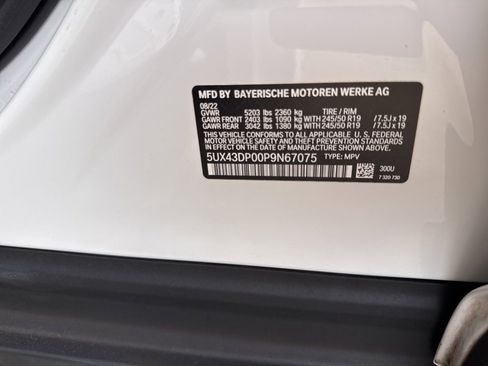 MFD BY BAYERISCHE MOTOREN WERKE AG
08/22
GVWR 5203 lbs 2360 kg TIRE / RIM
GAWR FRONT 2403 lbs 1090 kg WITH 245/50 R19 / 7.5J x 19
GAWR REAR 3042 lbs 1380 kg WITH 245/50 R19 / 7.5J x 19
THIS VEHICLE CONFORMS TO ALL APPLICABLE U. S. FEDERAL
MOTOR VEHICLE SAFETY AND THEFT PREVENTION STANDARDS
IN EFFECT ON THE DATE OF MANUFACTURE SHOWN ABOVE.
5UX43DP00P9N67075 TYPE: MPV
300U
7 320 730